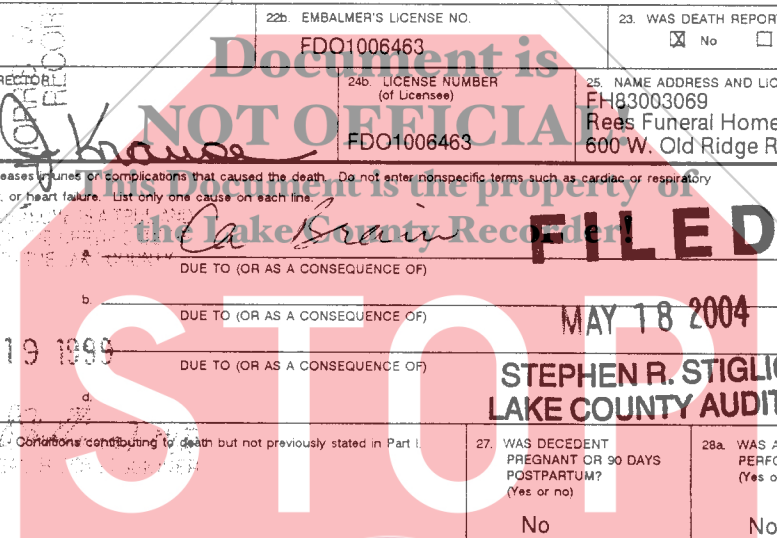 22b. EMBALMER'S LICENSE NO.
FDO1006463
23. WAS DEATH REPOR
No
Document is
NOT OFFICIAL!
This Document is the property of
the Lake County Recorder!
STOP
RECTOR
J Krause
24b. LICENSE NUMBER
(of Licensee)
FDO1006463
25. NAME ADDRESS AND LIC
FH83003069
Rees Funeral Home
600 W. Old Ridge R
eases injuries or complications that caused the death. Do not enter nonspecific terms such as cardiac or respiratory
, or heart failure. List only one cause on each line.
a. Ca Brain
DUE TO (OR AS A CONSEQUENCE OF)
b.
DUE TO (OR AS A CONSEQUENCE OF)
DUE TO (OR AS A CONSEQUENCE OF)
d.
FILED
MAY 18 2004
STEPHEN R. STIGLIC
LAKE COUNTY AUDIT
19 1999
Conditions contributing to death but not previously stated in Part I.
27. WAS DECEDENT
PREGNANT OR 90 DAYS
POSTPARTUM?
(Yes or no)
No
28a. WAS A
PERFO
(Yes o
No